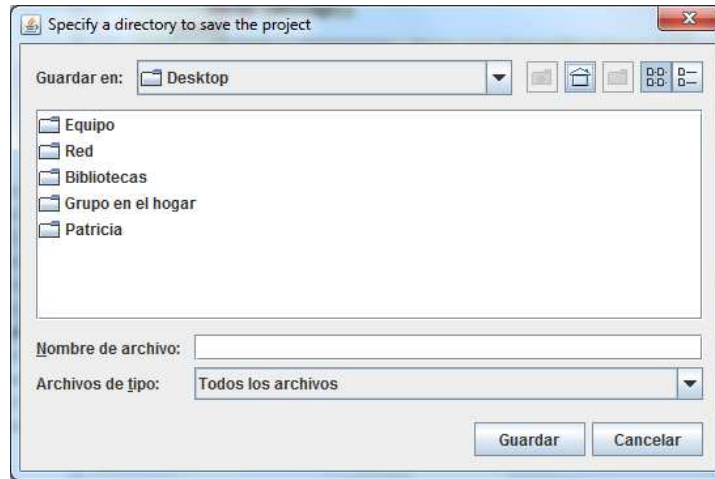 Specify a directory to save the project
Guardar en: Desktop
Equipo
Red
Bibliotecas
Grupo en el hogar
Patricia
Nombre de archivo:
Archivos de tipo: Todos los archivos
Guardar Cancelar